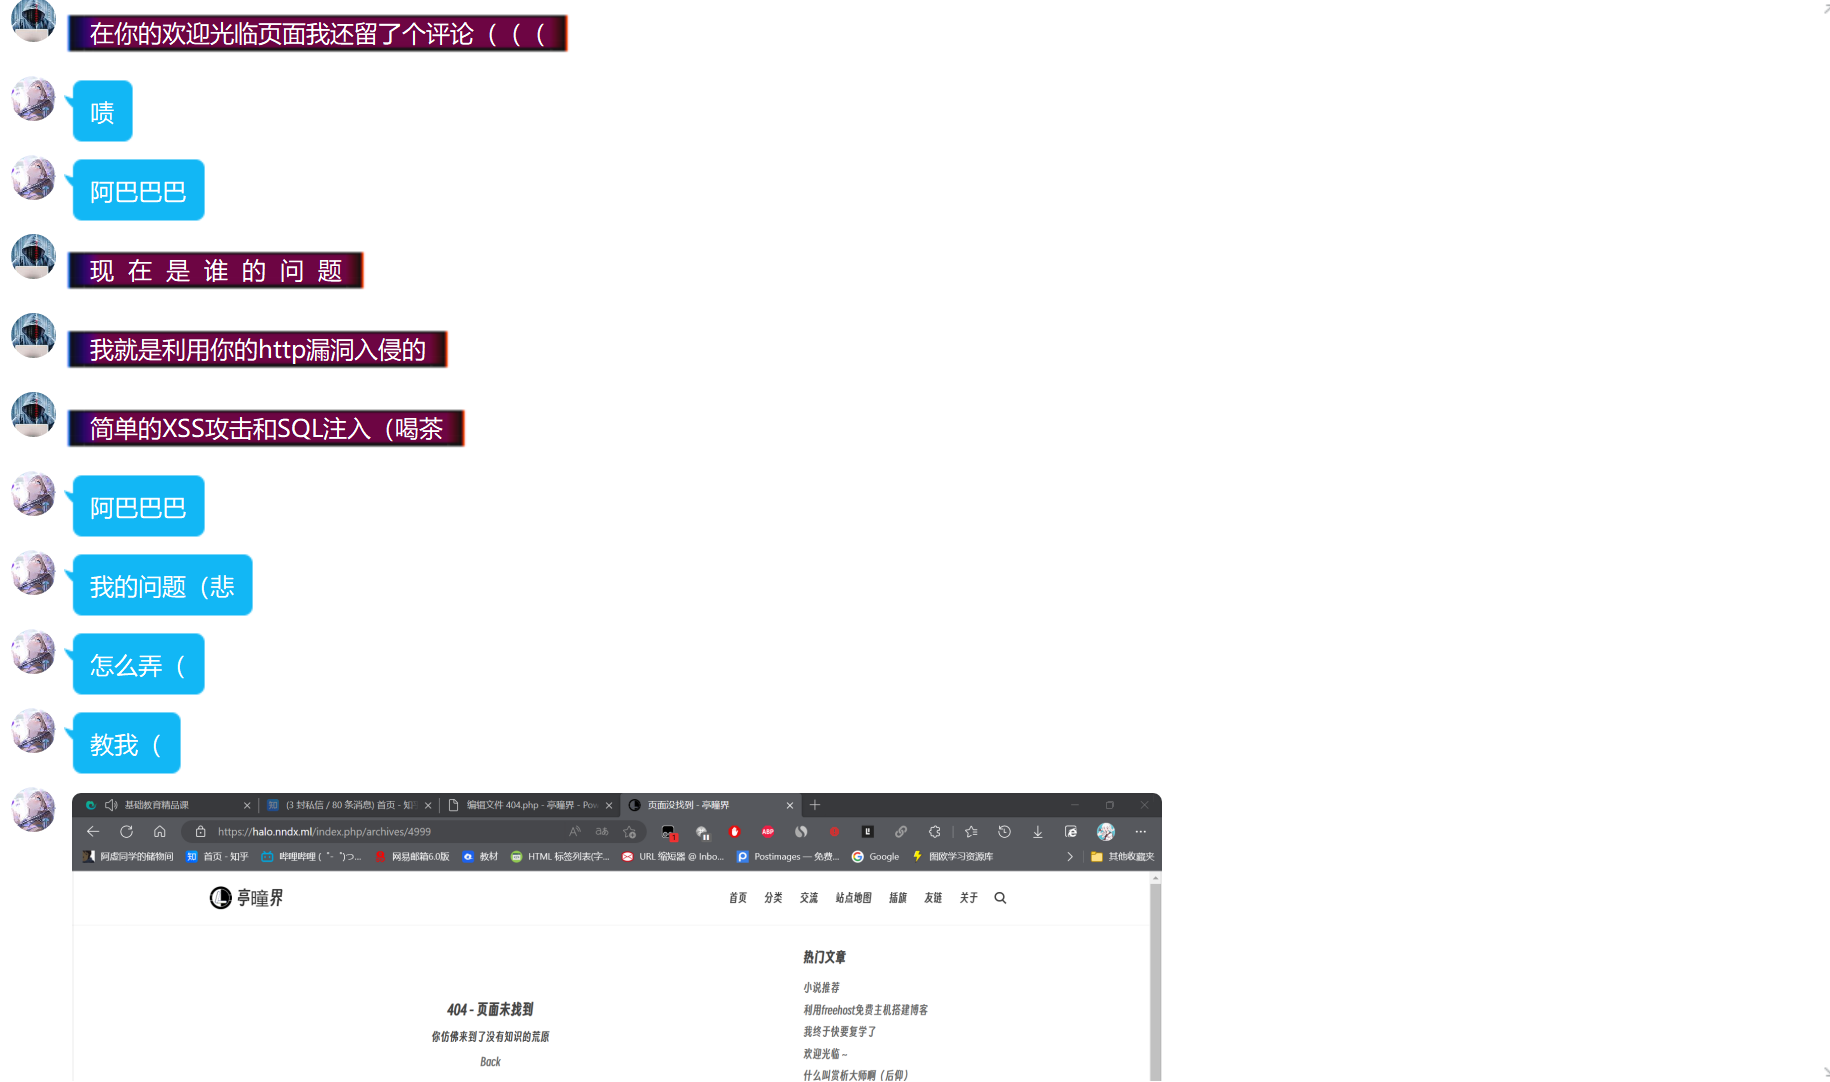 在你的欢迎光临页面我还留了个评论（（（
啧
阿巴巴巴
现 在 是 谁 的 问 题
我就是利用你的http漏洞入侵的
简单的XSS攻击和SQL注入（喝茶
阿巴巴巴
我的问题（悲
怎么弄（
教我（
基础教育精品课
(3 封私信 / 80 条消息) 首页 - 知
编辑文件 404.php - 亭瞳界 - Pow
页面没找到 - 亭瞳界
https://halo.nndx.ml/index.php/archives/4999
阿虚同学的储物间
首页 - 知乎
哔哩哔哩 ( ゜- ゜)つ...
网易邮箱6.0版
教材
HTML 标签列表(字...
URL 缩短器 @ Inbo...
Postimages — 免费...
Google
图欧学习资源库
其他收藏夹
亭瞳界
首页 分类 交流 站点地图 插旗 友链 关于
热门文章
小说推荐
404 - 页面未找到
利用freehost免费主机搭建博客
你仿佛来到了没有知识的荒原
我终于快要复学了
Back
欢迎光临 ~
什么叫赏析大师啊（后仰）